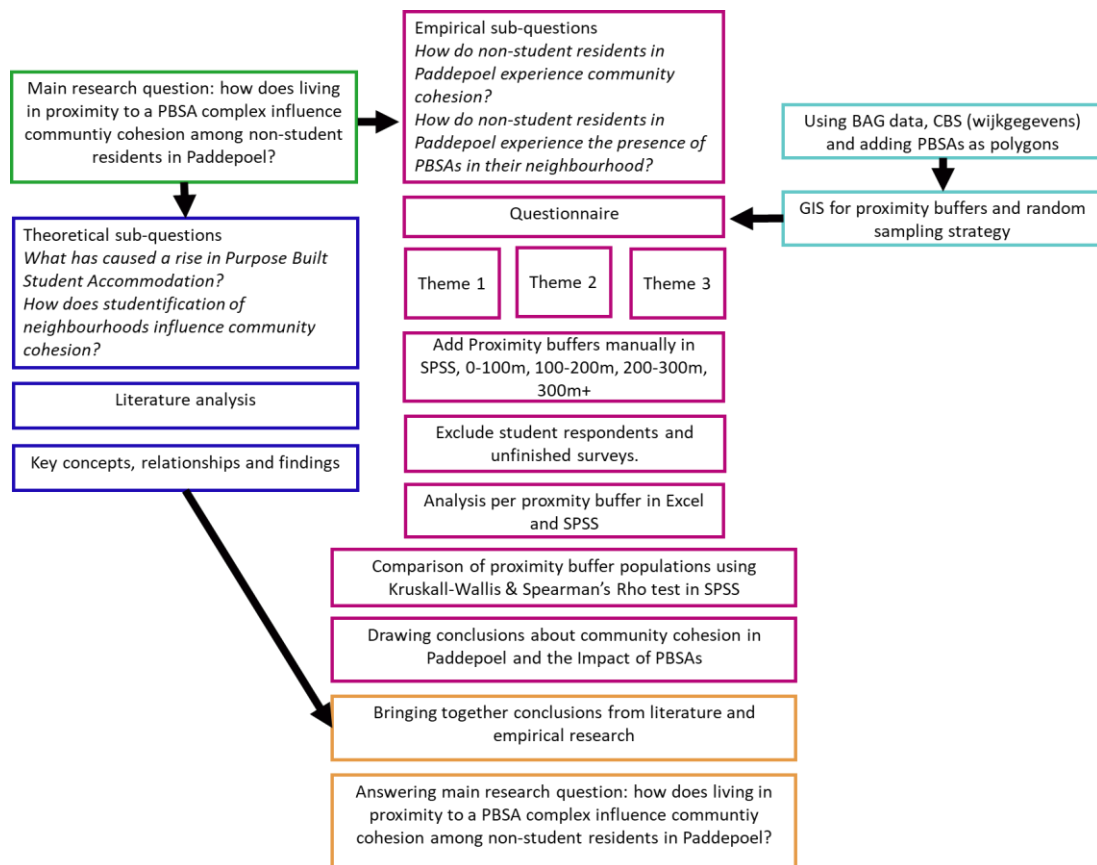 Main research question: how does living
in proximity to a PBSA complex influence
communtiy cohesion among non-student
residents in Paddepoel?
Theoretical sub-questions
What has caused a rise in Purpose Built
Student Accommodation?
How does studentification of
neighbourhoods influence community
cohesion?
Literature analysis
Key concepts, relationships and findings
Empirical sub-questions
How do non-student residents in
Paddepoel experience community
cohesion?
How do non-student residents in
Paddepoel experience the presence of
PBSAs in their neighbourhood?
Using BAG data, CBS (wijkgegevens)
and adding PBSAs as polygons
GIS for proximity buffers and random
sampling strategy
Questionnaire
Theme 1
Theme 2
Theme 3
Add Proximity buffers manually in
SPSS, 0-100m, 100-200m, 200-300m,
300m+
Exclude student respondents and
unfinished surveys.
Analysis per proxmity buffer in Excel
and SPSS
Comparison of proximity buffer populations using
Kruskall-Wallis & Spearman's Rho test in SPSS
Drawing conclusions about community cohesion in
Paddepoel and the Impact of PBSAs
Bringing together conclusions from literature and
empirical research
Answering main research question: how does living in
proximity to a PBSA complex influence communtiy
cohesion among non-student residents in Paddepoel?